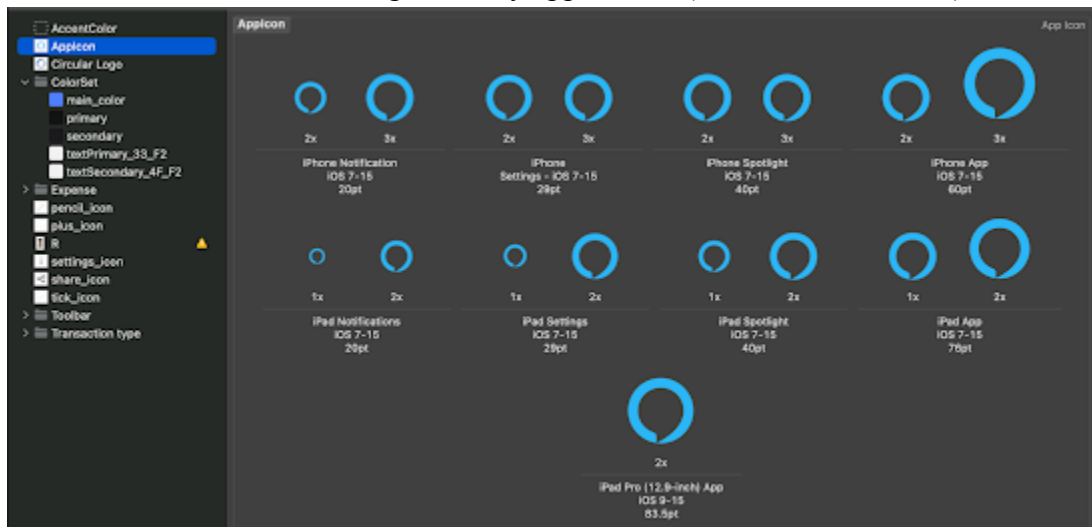 AccentColor
AppIcon
Circular Logo
ColorSet
main_color
primary
secondary
textPrimary_33_F2
textSecondary_4F_F2
Expense
pencil_icon
plus_icon
R
settings_icon
share_icon
tick_icon
Toolbar
Transaction type
AppIcon
App Icon
2x 3x 2x 3x 2x 3x 2x 3x
iPhone Notification
iOS 7-15
20pt
iPhone
Settings - iOS 7-15
29pt
iPhone Spotlight
iOS 7-15
40pt
iPhone App
iOS 7-15
60pt
1x 2x 1x 2x 1x 2x 1x 2x
iPad Notifications
iOS 7-15
20pt
iPad Settings
iOS 7-15
29pt
iPad Spotlight
iOS 7-15
40pt
iPad App
iOS 7-15
76pt
2x
iPad Pro (12.9-inch) App
iOS 9-15
83.5pt